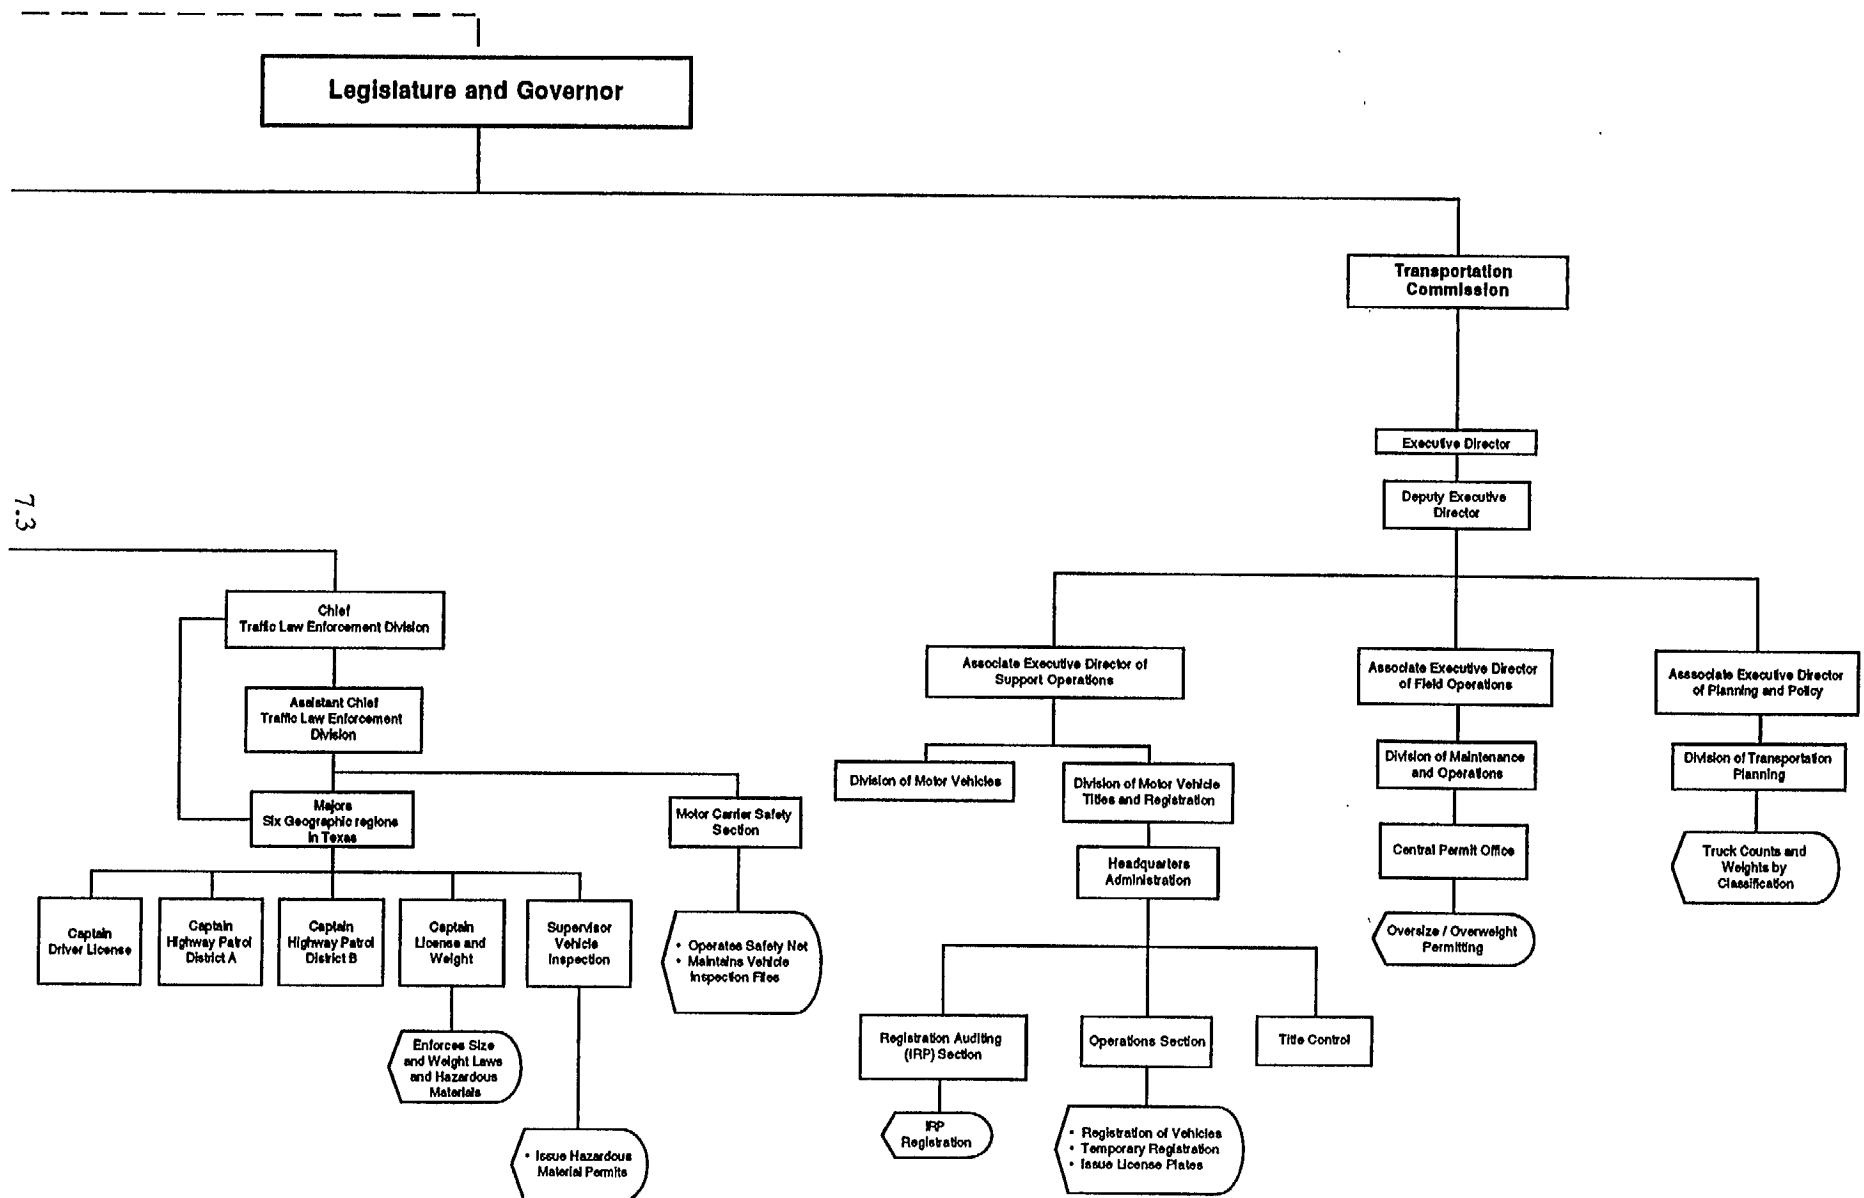 Legislature and Governor
Transportation
Commission
Executive Director
Deputy Executive
Director
7.3
Chief
Traffic Law Enforcement Division
Assistant Chief
Traffic Law Enforcement
Division
Majors
Six Geographic regions
in Texas
Motor Carrier Safety
Section
Captain
Driver License
Captain
Highway Patrol
District A
Captain
Highway Patrol
District B
Captain
License and
Weight
Supervisor
Vehicle
Inspection
• Operates Safety Net
• Maintains Vehicle
Inspection Files
Enforces Size
and Weight Laws
and Hazardous
Materials
• Issue Hazardous
Material Permits
Associate Executive Director of
Support Operations
Associate Executive Director
of Field Operations
Asssociate Executive Director
of Planning and Policy
Division of Motor Vehicles
Division of Motor Vehicle
Titles and Registration
Division of Maintenance
and Operations
Division of Transportation
Planning
Headquarters
Administration
Central Permit Office
Truck Counts and
Weights by
Classification
Oversize / Overweight
Permitting
Registration Auditing
(IRP) Section
Operations Section
Title Control
IRP
Registration
• Registration of Vehicles
• Temporary Registration
• Issue License Plates